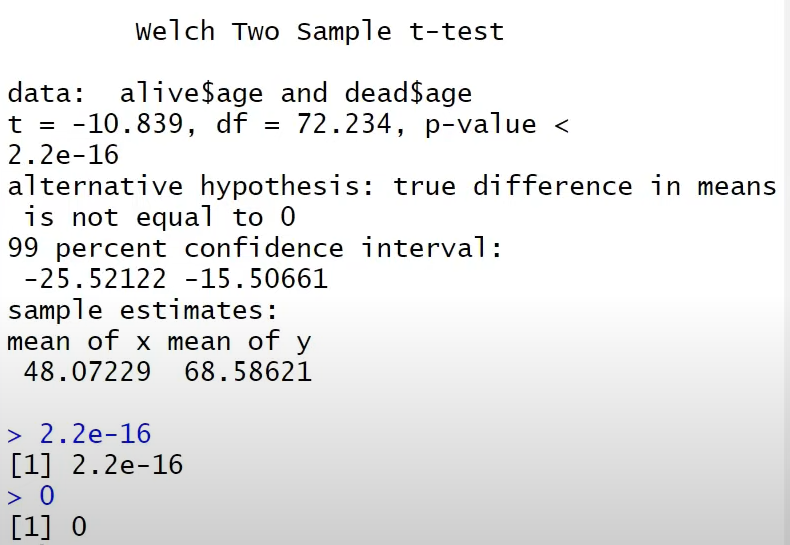 Welch Two Sample t-test
data:  alive$age and dead$age
t = -10.839, df = 72.234, p-value <
2.2e-16
alternative hypothesis: true difference in means
 is not equal to 0
99 percent confidence interval:
 -25.52122 -15.50661
sample estimates:
mean of x mean of y
 48.07229  68.58621
> 2.2e-16
[1] 2.2e-16
> 0
[1] 0